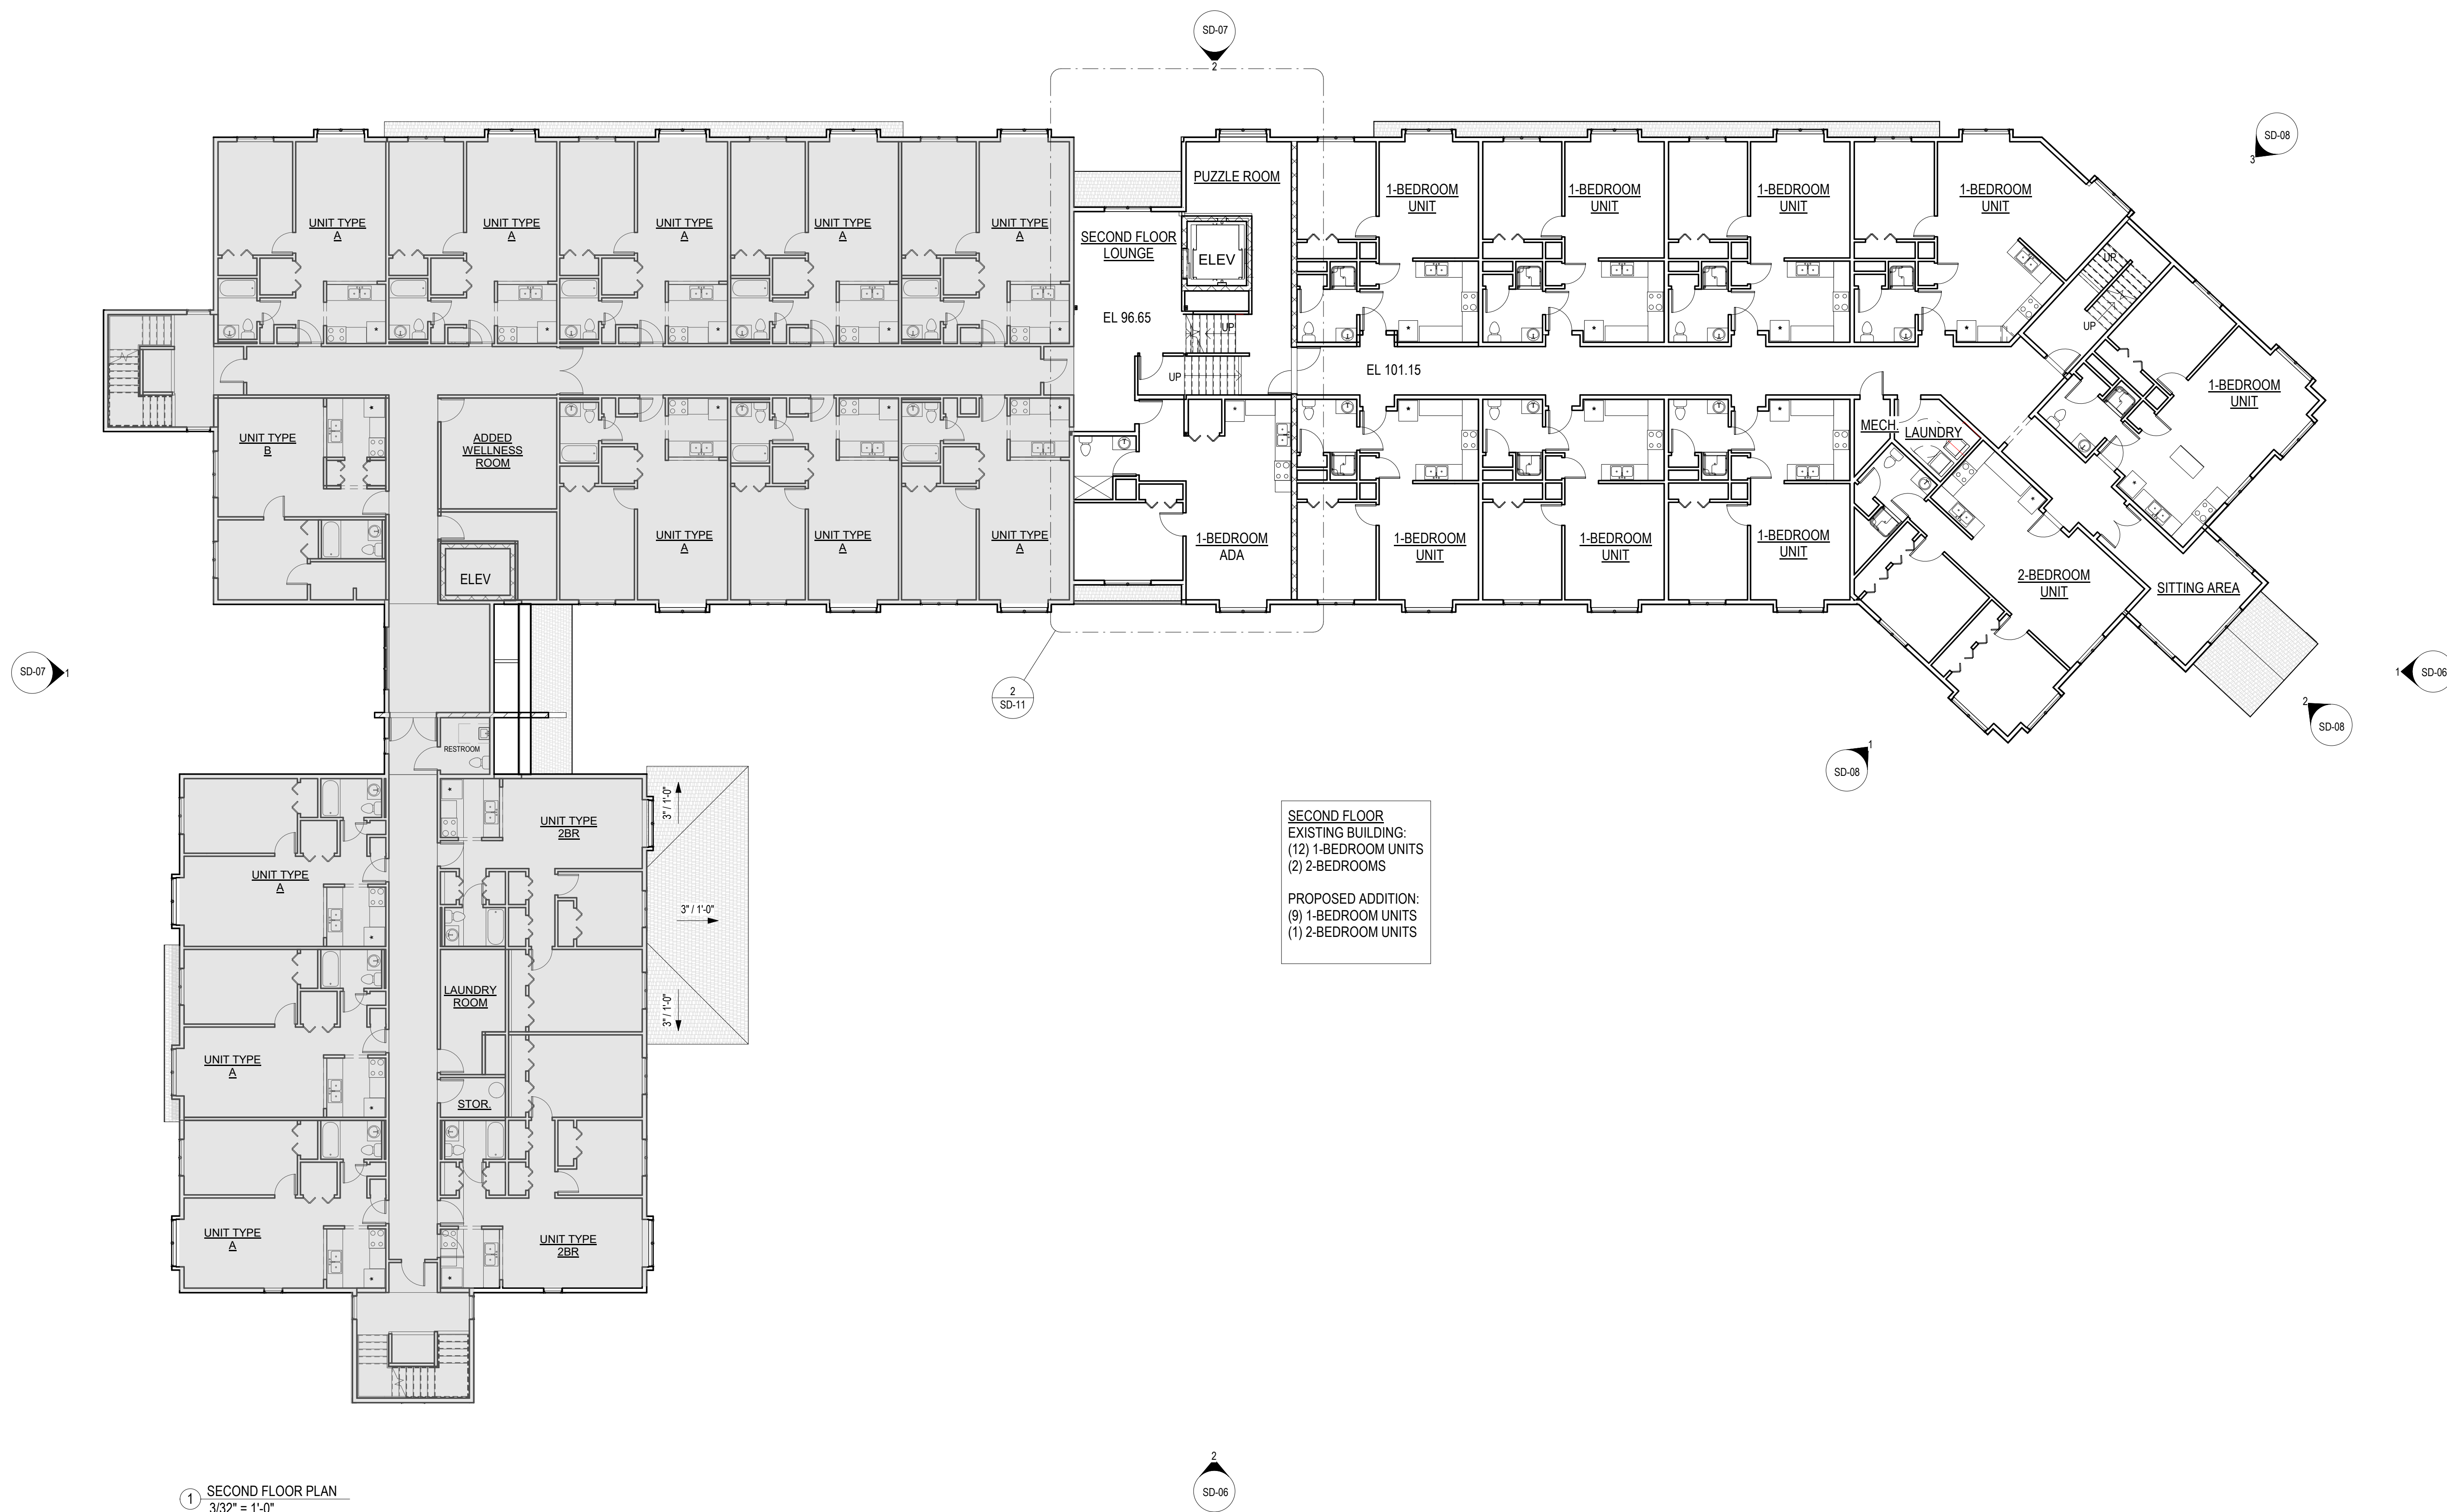 SD-07
2
SD-08
3
PUZZLE ROOM
1-BEDROOM
UNIT
1-BEDROOM
UNIT
1-BEDROOM
UNIT
1-BEDROOM
UNIT
UNIT TYPE
A
UNIT TYPE
A
UNIT TYPE
A
UNIT TYPE
A
UNIT TYPE
A
SECOND FLOOR
LOUNGE
ELEV
UP
EL 96.65
UP
UP
UP
EL 101.15
1-BEDROOM
UNIT
MECH.
LAUNDRY
UNIT TYPE
B
ADDED
WELLNESS
ROOM
UNIT TYPE
A
UNIT TYPE
A
UNIT TYPE
A
1-BEDROOM
ADA
1-BEDROOM
UNIT
1-BEDROOM
UNIT
1-BEDROOM
UNIT
ELEV
2-BEDROOM
UNIT
SITTING AREA
SD-07
1
2
SD-11
1
SD-06
2
SD-08
1
SD-08
RESTROOM
UNIT TYPE
2BR
3" / 1'-0"
3" / 1'-0"
3" / 1'-0"
SECOND FLOOR
EXISTING BUILDING:
(12) 1-BEDROOM UNITS
(2) 2-BEDROOMS
PROPOSED ADDITION:
(9) 1-BEDROOM UNITS
(1) 2-BEDROOM UNITS
UNIT TYPE
A
LAUNDRY
ROOM
UNIT TYPE
A
STOR.
UNIT TYPE
A
UNIT TYPE
2BR
2
SD-06
1
SECOND FLOOR PLAN
3/32" = 1'-0"